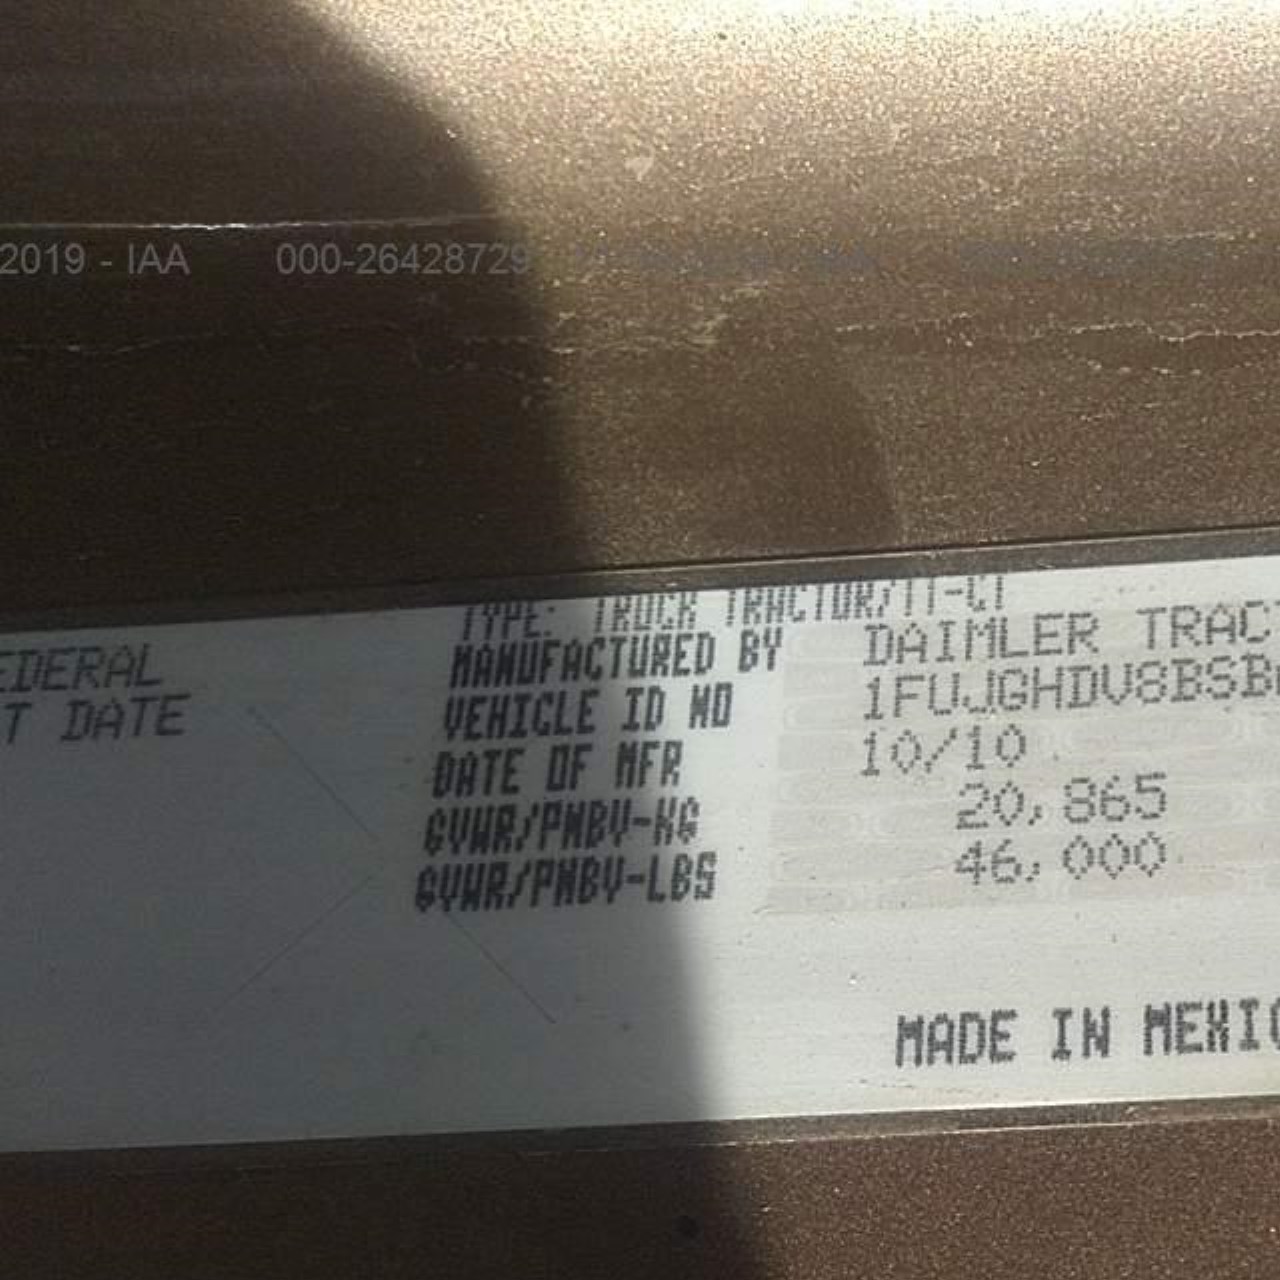 2019 - IAA 000-26428729
TYPE: TRUCK TRACTOR/TT-CT
EDERAL
MANUFACTURED BY DAIMLER TRAC
T DATE
VEHICLE ID NO 1FUJGHDV8BSB
DATE OF MFR 10/10
GVWR/PNBV-KG 20,865
GVWR/PNBV-LBS 46,000
MADE IN MEXIC